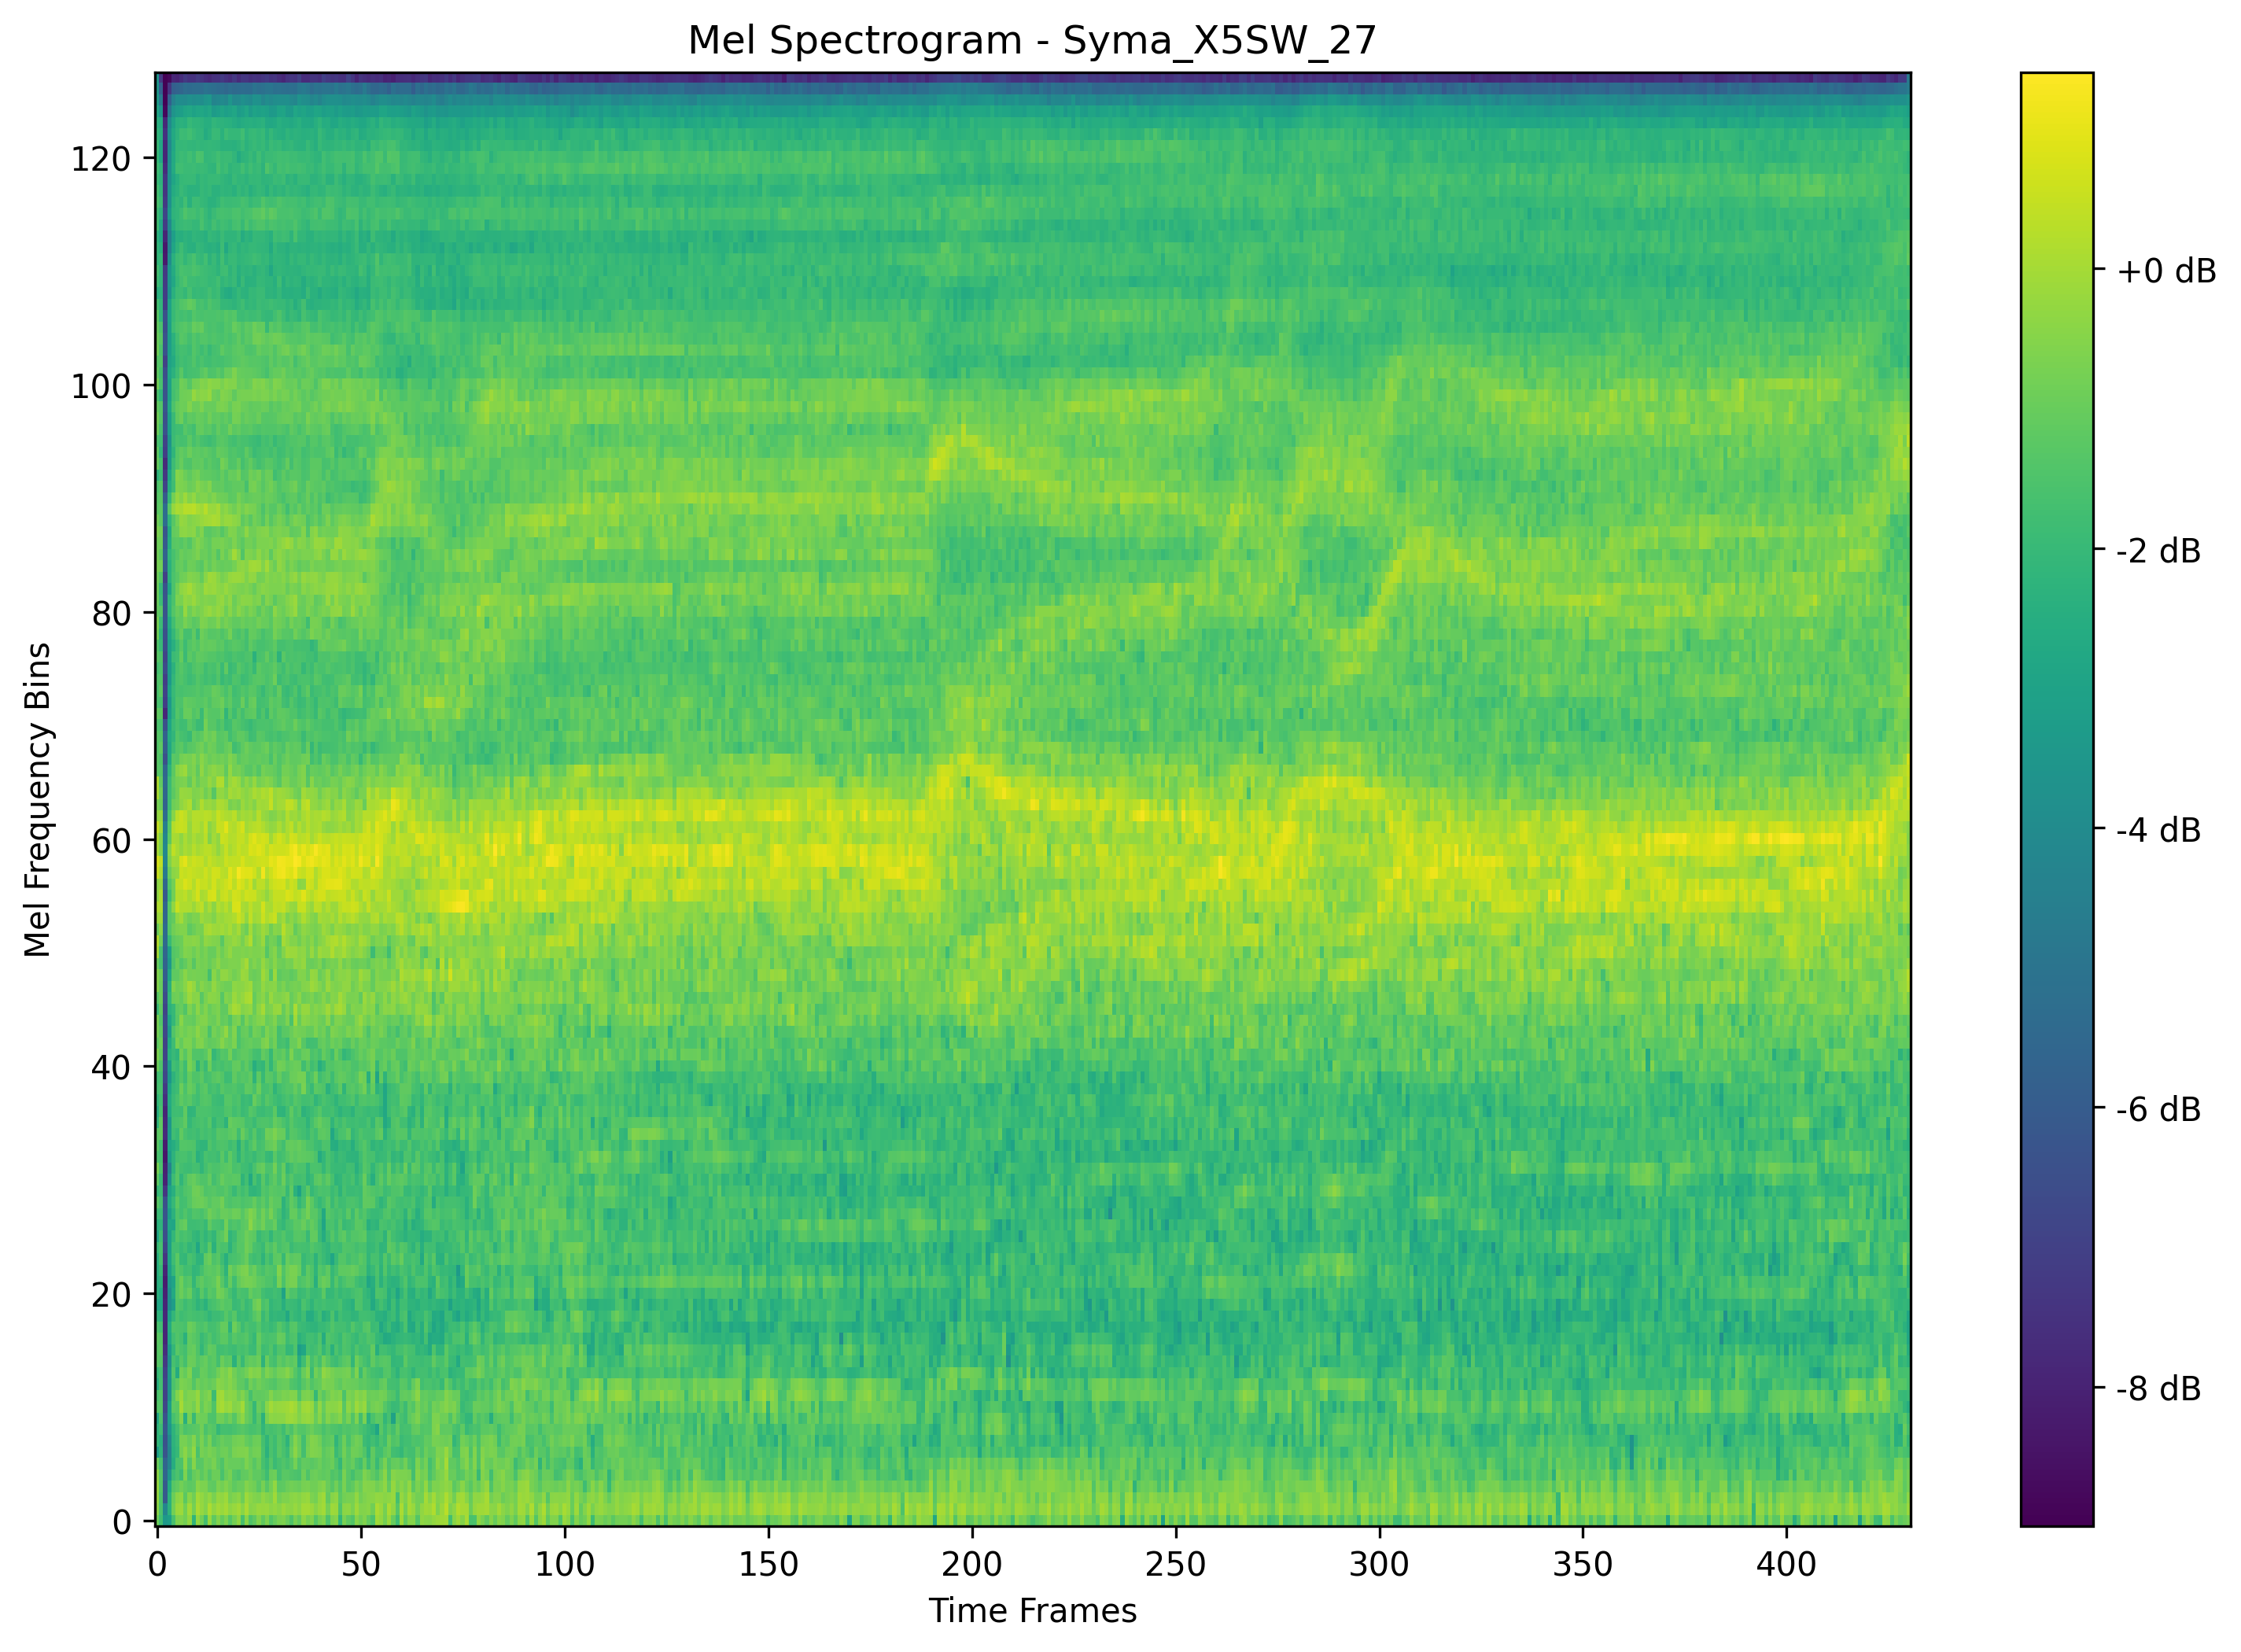 Mel Spectrogram - Syma_X5SW_27
Mel Frequency Bins
120
100
80
60
40
20
0
0 50 100 150 200 250 300 350 400
Time Frames
+0 dB
-2 dB
-4 dB
-6 dB
-8 dB